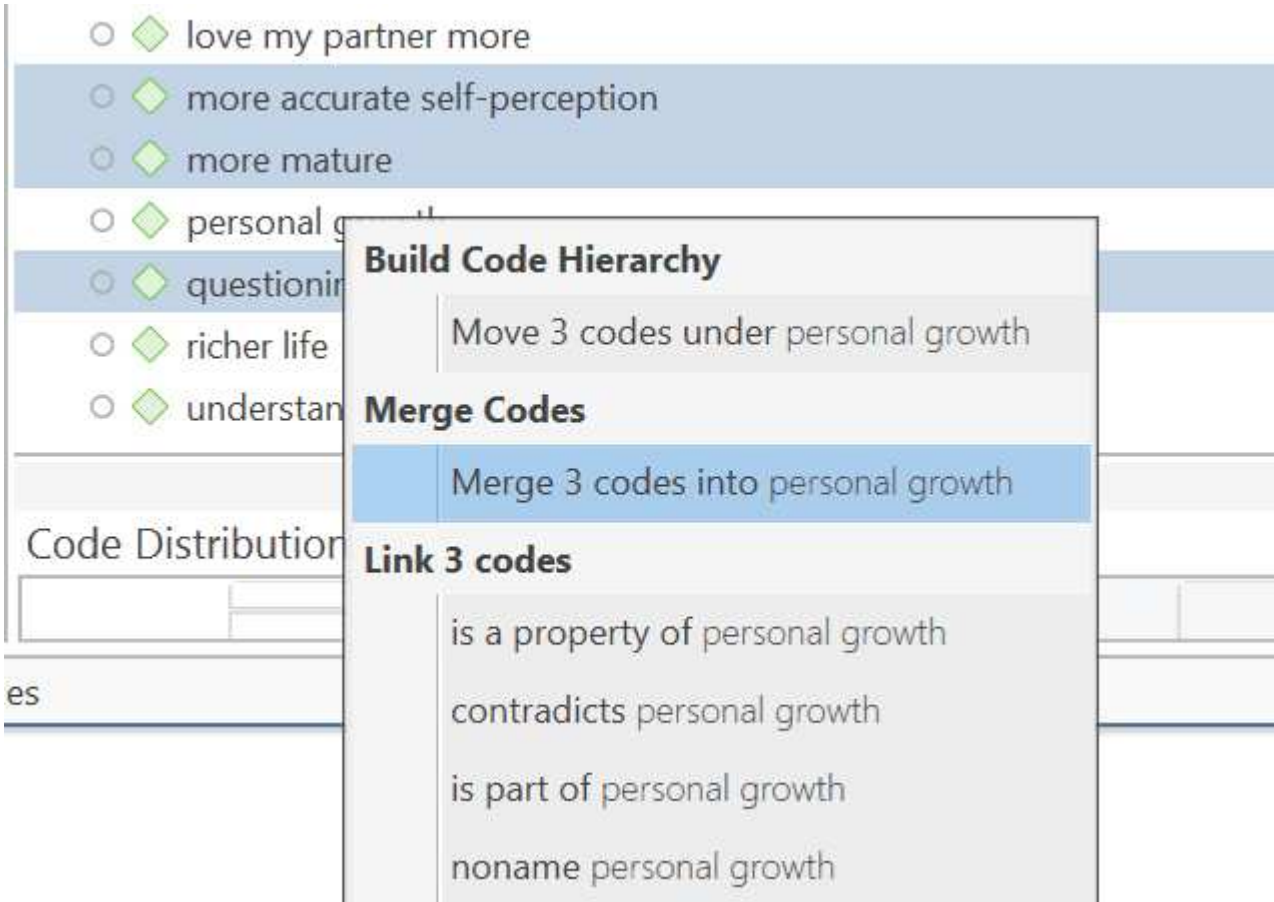 love my partner more
more accurate self-perception
more mature
personal
Build Code Hierarchy
Move 3 codes under personal growth
richer life
Merge Codes
Merge 3 codes into personal growth
Code Distribution
Link 3 codes
is a property of personal growth
es
contradicts personal growth
is part of personal growth
noname personal growth